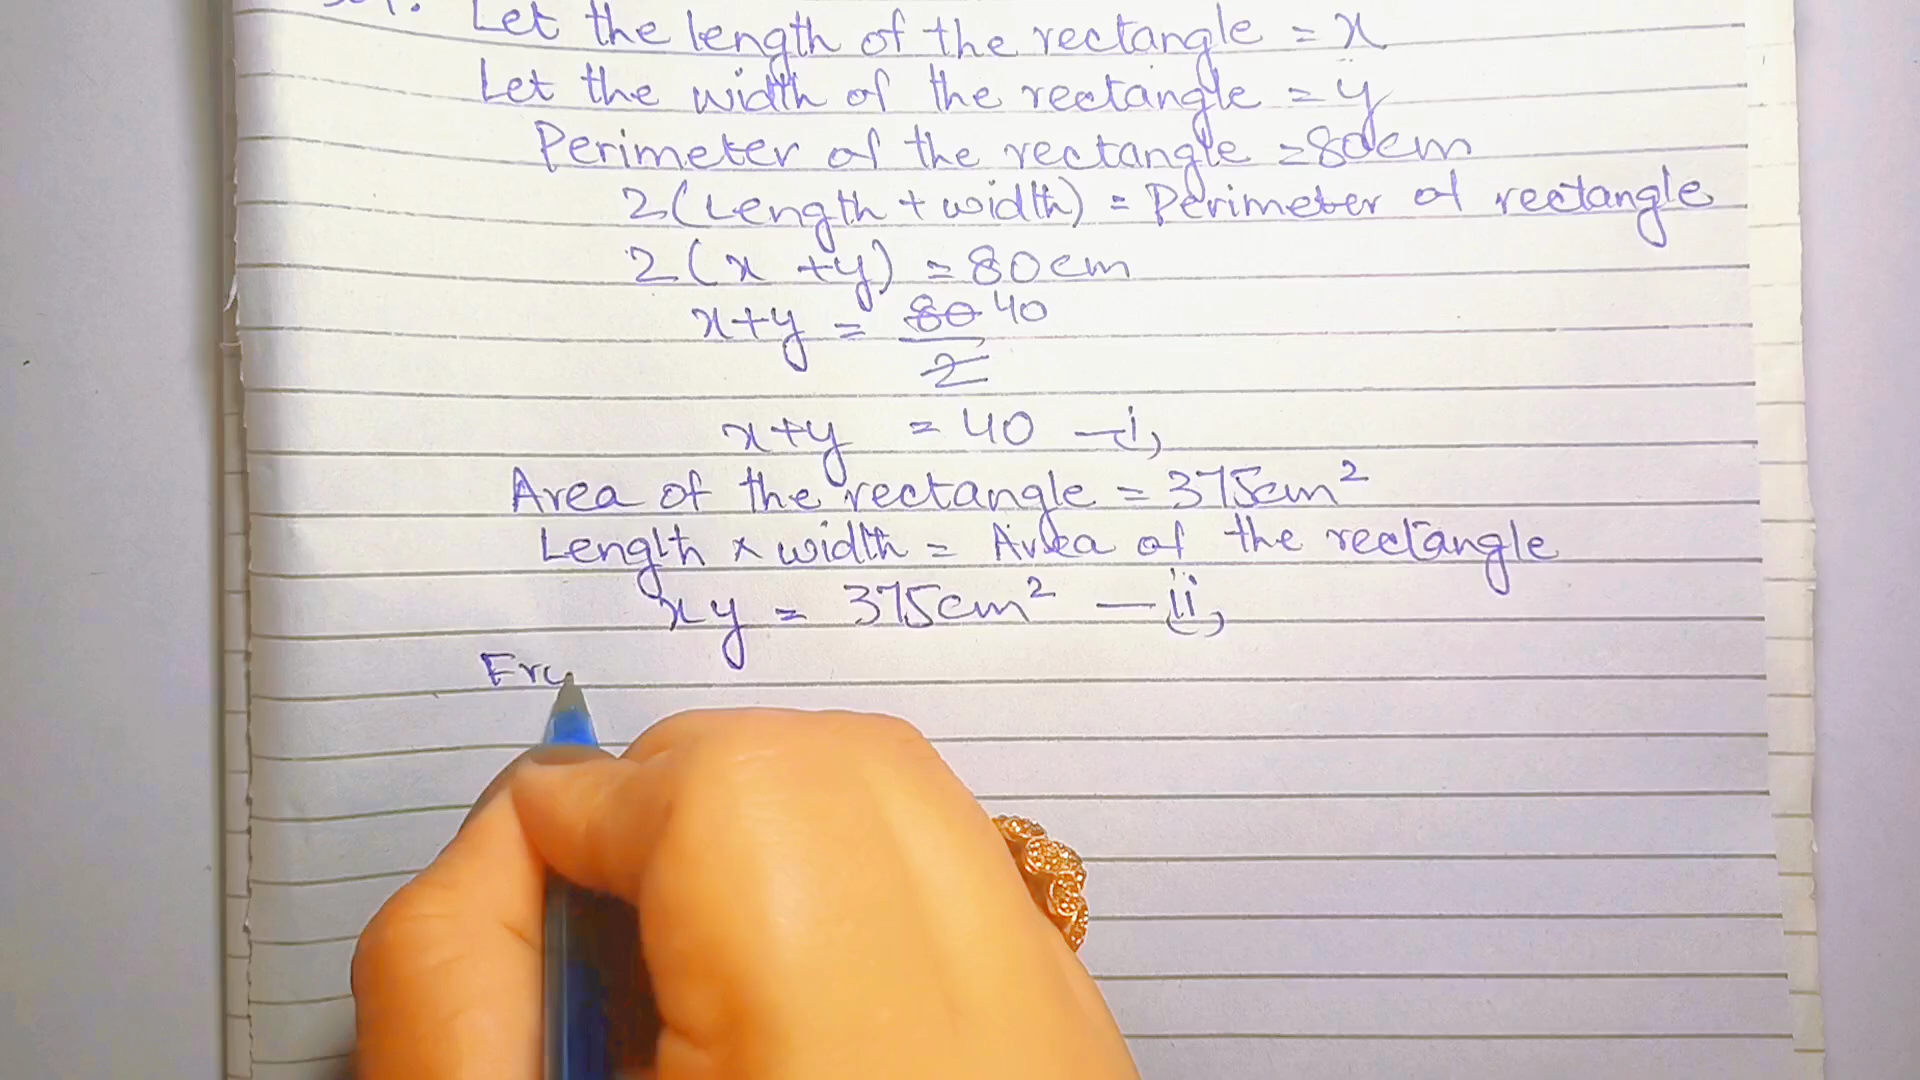 Let the length of the rectangle = x
Let the width of the rectangle = y
Perimeter of the rectangle = 80cm
2(Length + width) = Perimeter of rectangle
2(x + y) = 80cm
x+y = 80 40
2
x+y = 40 —i,
Area of the rectangle = 375cm²
Length × width = Area of the rectangle
xy = 375cm² —ii,
Fro